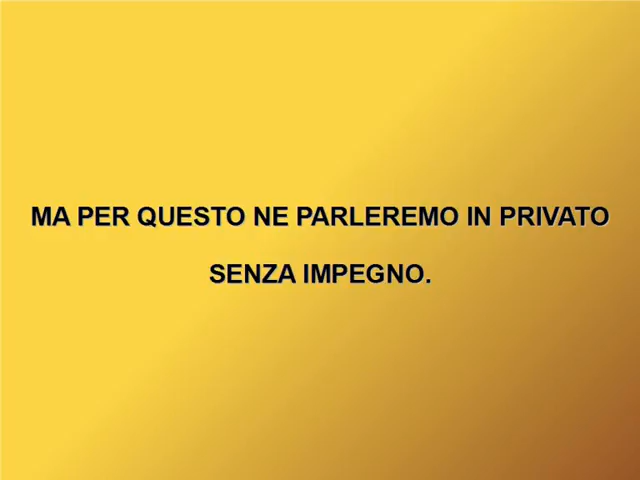 MA PER QUESTO NE PARLEREMO IN PRIVATO
SENZA IMPEGNO.